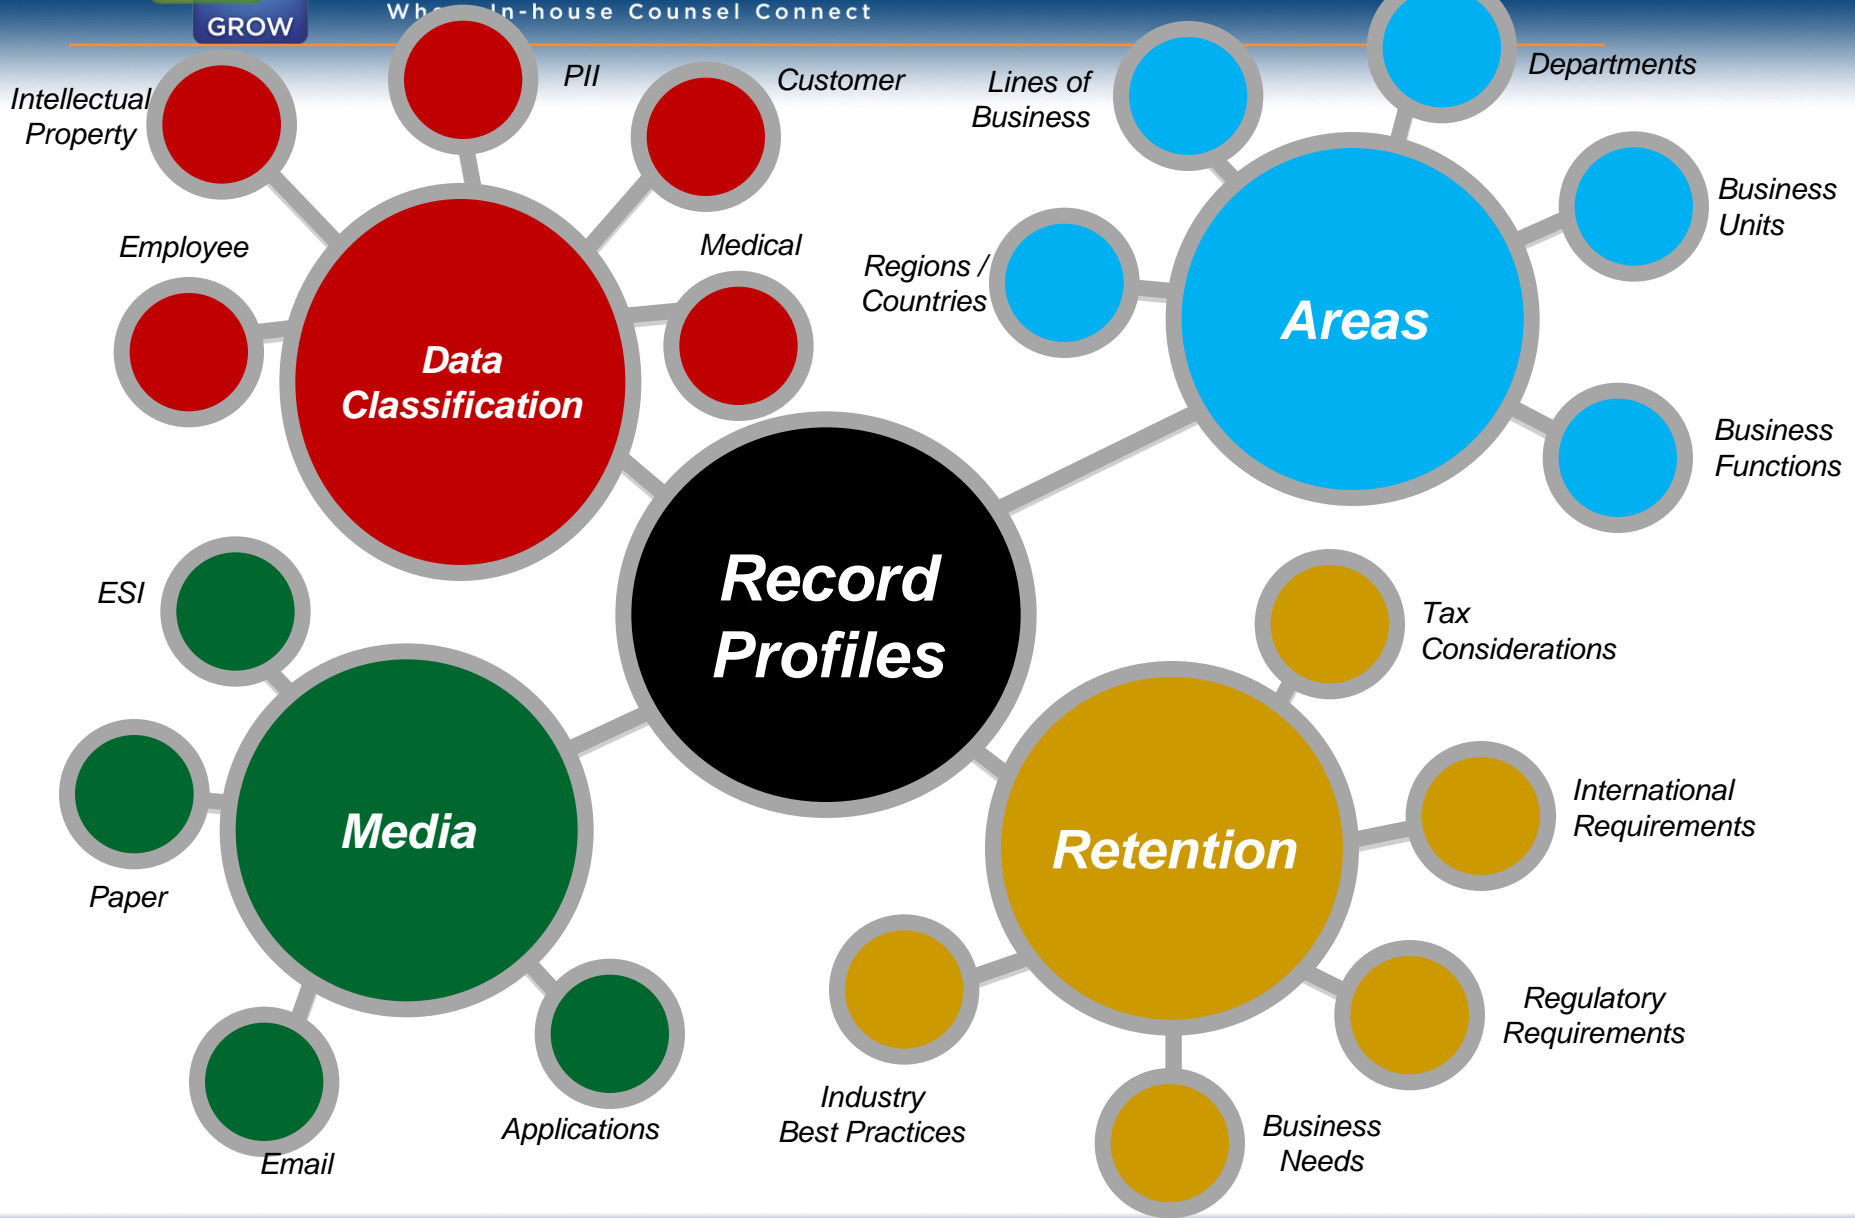 GROW
In-house Counsel Connect
PII
Customer
Intellectual
Property
Employee
Medical
Data
Classification
Lines of
Business
Departments
Business
Units
Regions /
Countries
Areas
Business
Functions
Record
Profiles
ESI
Paper
Media
Email
Applications
Tax
Considerations
International
Requirements
Retention
Regulatory
Requirements
Industry
Best Practices
Business
Needs